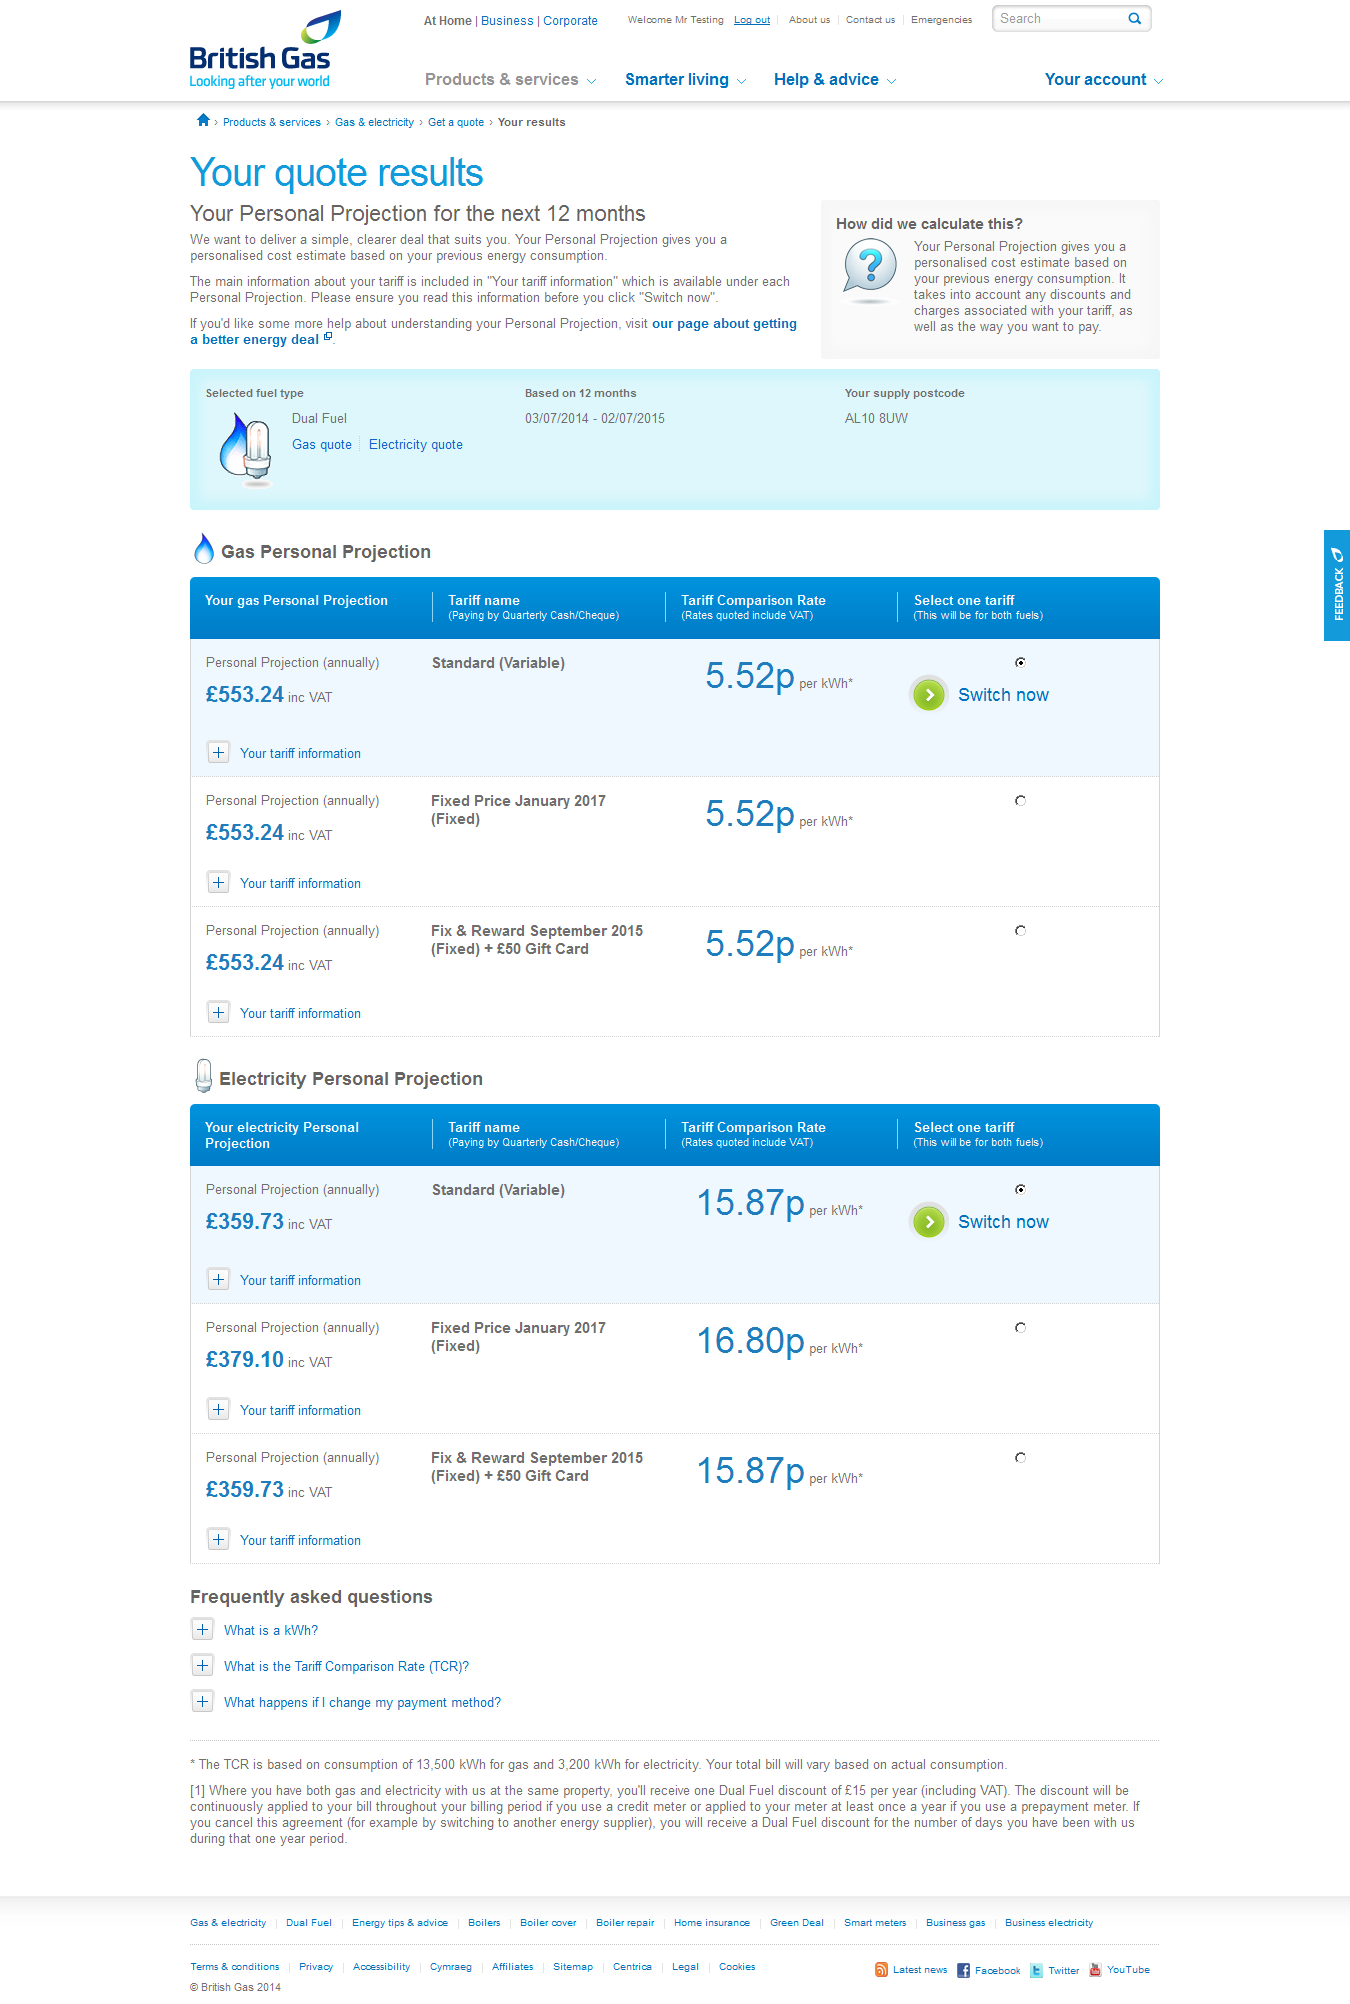 At Home | Business | Corporate
Welcome Mr Testing Log out About us Contact us Emergencies
Search
British Gas
Looking after your world
Products & services Smarter living Help & advice Your account
› Products & services › Gas & electricity › Get a quote › Your results
Your quote results
Your Personal Projection for the next 12 months
We want to deliver a simple, clearer deal that suits you. Your Personal Projection gives you a
personalised cost estimate based on your previous energy consumption.
The main information about your tariff is included in "Your tariff information" which is available under each
Personal Projection. Please ensure you read this information before you click "Switch now".
If you'd like some more help about understanding your Personal Projection, visit our page about getting
a better energy deal .
How did we calculate this?
Your Personal Projection gives you a
personalised cost estimate based on
your previous energy consumption. It
takes into account any discounts and
charges associated with your tariff, as
well as the way you want to pay.
Selected fuel type Based on 12 months Your supply postcode
Dual Fuel 03/07/2014 - 02/07/2015 AL10 8UW
Gas quote Electricity quote
FEEDBACK
Gas Personal Projection
Your gas Personal Projection Tariff name Tariff Comparison Rate Select one tariff
(Paying by Quarterly Cash/Cheque) (Rates quoted include VAT) (This will be for both fuels)
Personal Projection (annually) Standard (Variable)
£553.24 inc VAT 5.52p per kWh* Switch now
Your tariff information
Personal Projection (annually) Fixed Price January 2017
(Fixed)
£553.24 inc VAT 5.52p per kWh*
Your tariff information
Personal Projection (annually) Fix & Reward September 2015
(Fixed) + £50 Gift Card
£553.24 inc VAT 5.52p per kWh*
Your tariff information
Electricity Personal Projection
Your electricity Personal Tariff name Tariff Comparison Rate Select one tariff
Projection (Paying by Quarterly Cash/Cheque) (Rates quoted include VAT) (This will be for both fuels)
Personal Projection (annually) Standard (Variable)
£359.73 inc VAT 15.87p per kWh* Switch now
Your tariff information
Personal Projection (annually) Fixed Price January 2017
(Fixed)
£379.10 inc VAT 16.80p per kWh*
Your tariff information
Personal Projection (annually) Fix & Reward September 2015
(Fixed) + £50 Gift Card
£359.73 inc VAT 15.87p per kWh*
Your tariff information
Frequently asked questions
What is a kWh?
What is the Tariff Comparison Rate (TCR)?
What happens if I change my payment method?
* The TCR is based on consumption of 13,500 kWh for gas and 3,200 kWh for electricity. Your total bill will vary based on actual consumption.
[1] Where you have both gas and electricity with us at the same property, you'll receive one Dual Fuel discount of £15 per year (including VAT). The discount will be
continuously applied to your bill throughout your billing period if you use a credit meter or applied to your meter at least once a year if you use a prepayment meter. If
you cancel this agreement (for example by switching to another energy supplier), you will receive a Dual Fuel discount for the number of days you have been with us
during that one year period.
Gas & electricity Dual Fuel Energy tips & advice Boilers Boiler cover Boiler repair Home insurance Green Deal Smart meters Business gas Business electricity
Terms & conditions Privacy Accessibility Cymraeg Affiliates Sitemap Centrica Legal Cookies
Latest news Facebook Twitter YouTube
© British Gas 2014